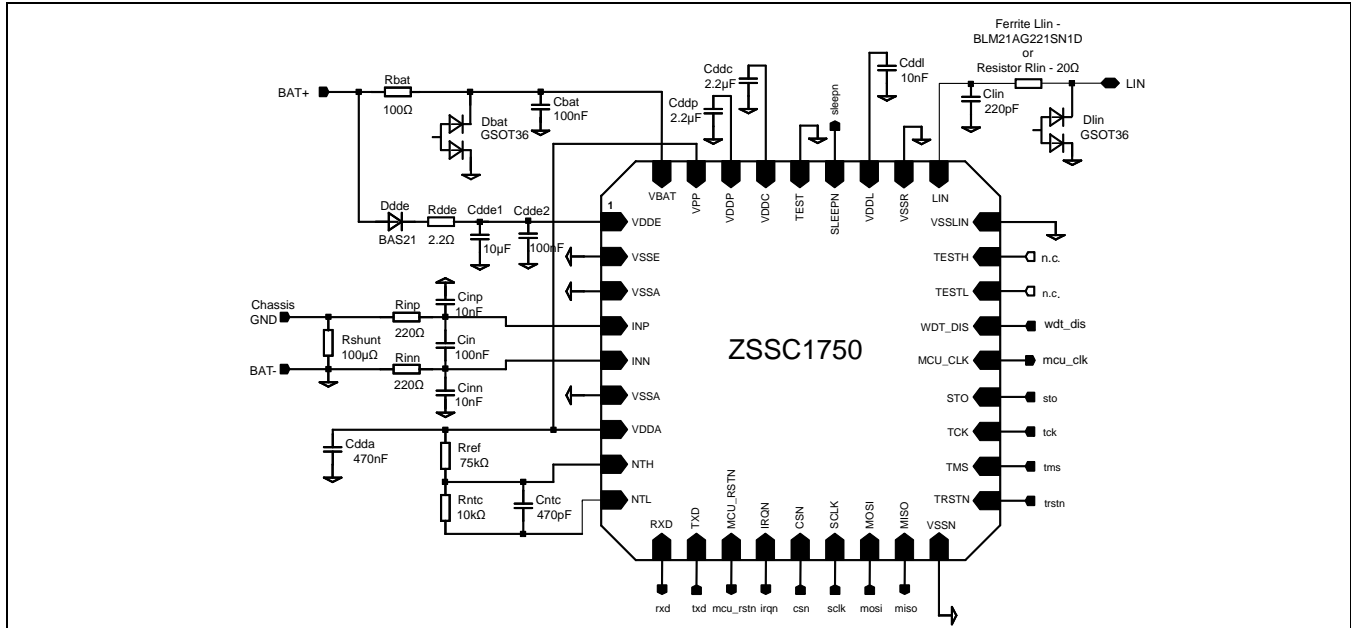 Ferrite Llin -
BLM21AG221SN1D
or
Resistor Rlin - 20Ω
LIN
Clin
220pF
Dlin
GSOT36
Cddl
10nF
sleepn
Cddc
2.2µF
Cddp
2.2µF
BAT+
Rbat
100Ω
Dbat
GSOT36
Cbat
100nF
VBAT
VPP
VDDP
VDDC
TEST
SLEEPN
VDDL
VSSR
LIN
Ddde
BAS21
Rdde
2.2Ω
Cdde1
10µF
Cdde2
100nF
1
VDDE
VSSE
VSSA
INP
INN
VSSA
VDDA
NTH
NTL
Chassis
GND
BAT-
Rshunt
100µΩ
Rinp
220Ω
Rinn
220Ω
Cinp
10nF
Cin
100nF
Cinn
10nF
Cdda
470nF
Rref
75kΩ
Rntc
10kΩ
Cntc
470pF
ZSSC1750
VSSLIN
TESTH n.c.
TESTL n.c.
WDT_DIS wdt_dis
MCU_CLK mcu_clk
STO sto
TCK tck
TMS tms
TRSTN trstn
RXD
TXD
MCU_RSTN
IRQN
CSN
SCLK
MOSI
MISO
VSSN
rxd txd mcu_rstn irqn csn sclk mosi miso